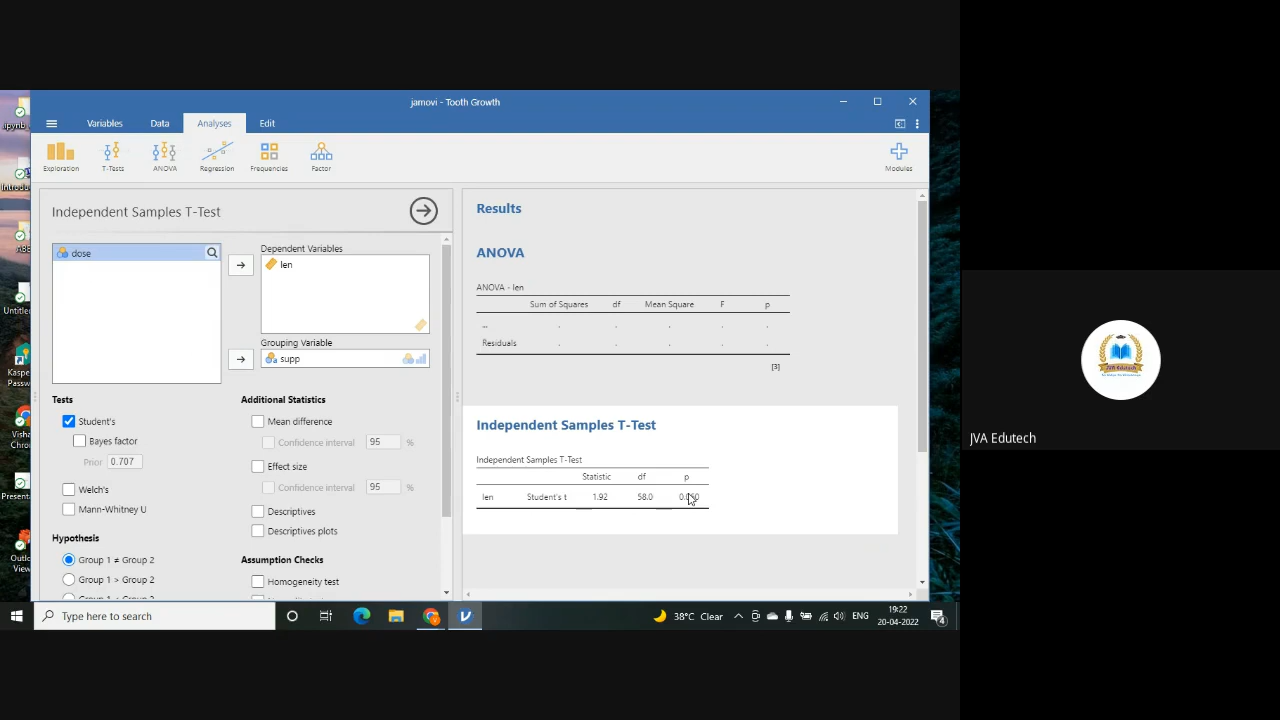 jamovi - Tooth Growth
Variables
Data
Analyses
Edit
Exploration
T-Tests
ANOVA
Regression
Frequencies
Factor
Modules
Independent Samples T-Test
dose
Dependent Variables
len
Grouping Variable
supp
Tests
Student's
Bayes factor
Prior 0.707
Welch's
Mann-Whitney U
Hypothesis
Group 1 ≠ Group 2
Group 1 > Group 2
Additional Statistics
Mean difference
Confidence interval 95 %
Effect size
Confidence interval 95 %
Descriptives
Descriptives plots
Assumption Checks
Homogeneity test
Results
ANOVA
ANOVA - len
Sum of Squares df Mean Square F p
... . . . . .
Residuals . . . . .
[3]
Independent Samples T-Test
Independent Samples T-Test
Statistic df p
len Student's t 1.92 58.0
Type here to search
38°C Clear
ENG
19:22
20-04-2022
4
JVA Edutech